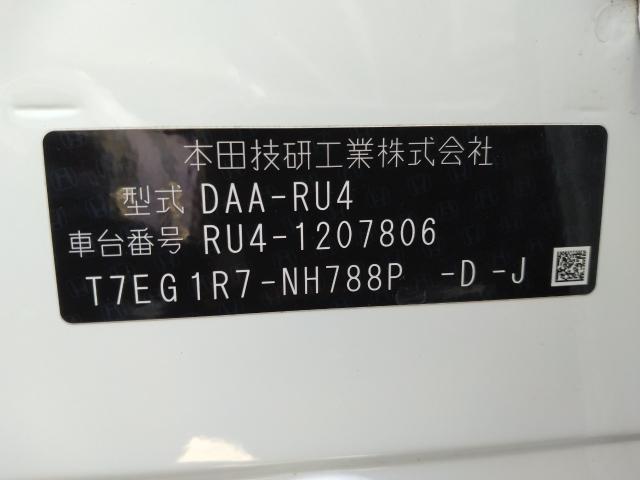 本田技研工業株式会社
型式 DAA-RU4
車台番号 RU4-1207806
T7EG1R7-NH788P -D-J